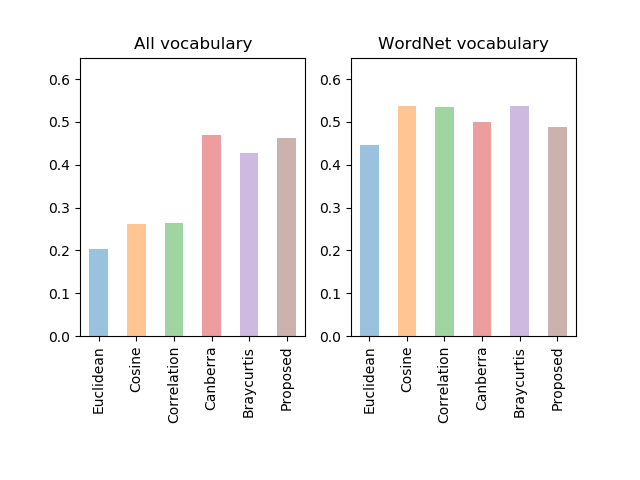 All vocabulary
0.6
0.5
0.4
0.3
0.2
0.1
0.0
Euclidean
Cosine
Correlation
Canberra
Braycurtis
Proposed
WordNet vocabulary
0.6
0.5
0.4
0.3
0.2
0.1
0.0
Euclidean
Cosine
Correlation
Canberra
Braycurtis
Proposed